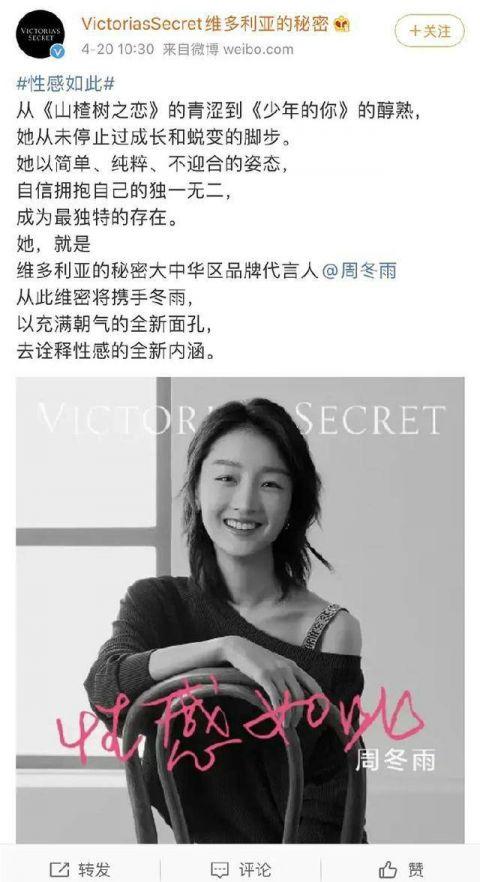 VICTORIA'S
SECRET
VictoriasSecret维多利亚的秘密
+关注
4-20 10:30 来自微博 weibo.com
#性感如此#
从《山楂树之恋》的青涩到《少年的你》的醇熟,
她从未停止过成长和蜕变的脚步。
她以简单、纯粹、不迎合的姿态,
自信拥抱自己的独一无二,
成为最独特的存在。
她,就是
维多利亚的秘密大中华区品牌代言人@周冬雨
从此维密将携手冬雨,
以充满朝气的全新面孔,
去诠释性感的全新内涵。
VICTORIA'S SECRET
性感如此
周冬雨
转发 评论 赞